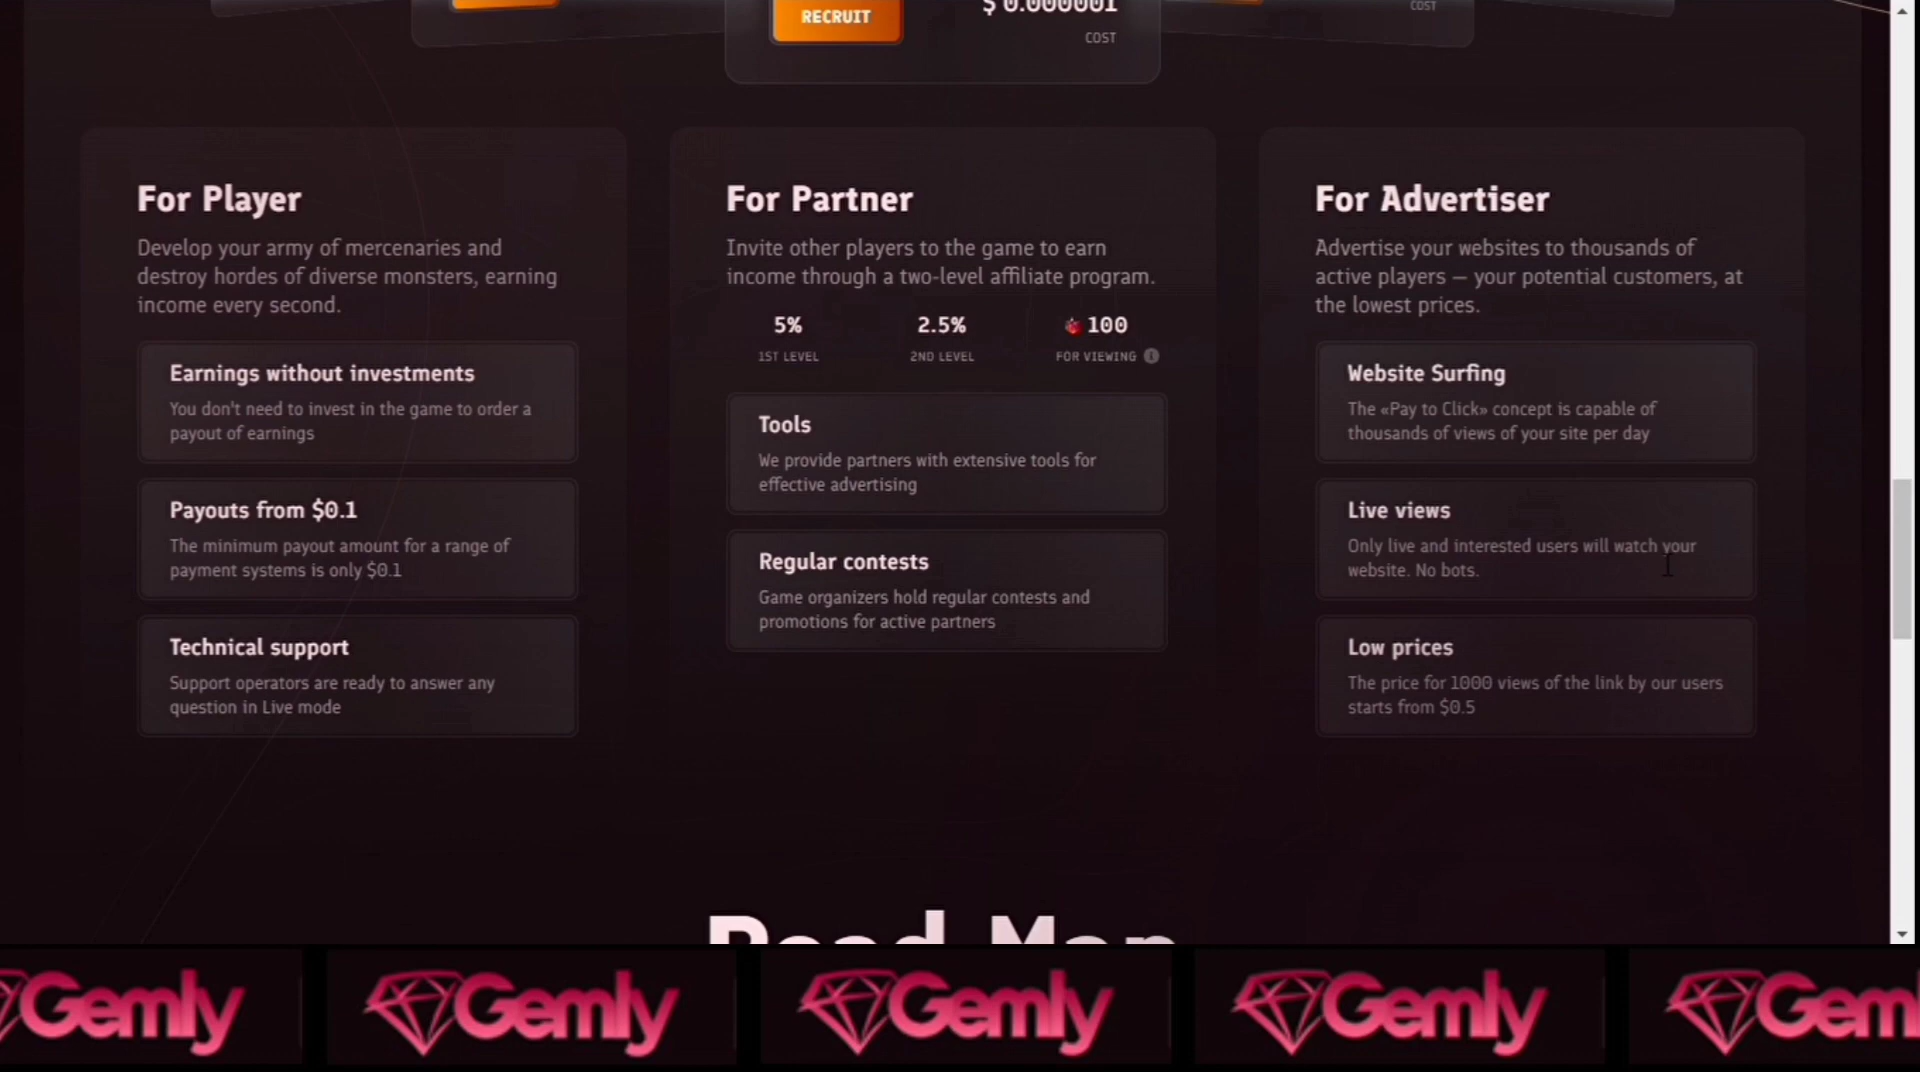 RECRUIT
$ 0.000001
COST
COST
For Player
Develop your army of mercenaries and
destroy hordes of diverse monsters, earning
income every second.
Earnings without investments
You don't need to invest in the game to order a
payout of earnings
Payouts from $0.1
The minimum payout amount for a range of
payment systems is only $0.1
Technical support
Support operators are ready to answer any
question in Live mode
For Partner
Invite other players to the game to earn
income through a two-level affiliate program.
5%
1ST LEVEL
2.5%
2ND LEVEL
100
FOR VIEWING
Tools
We provide partners with extensive tools for
effective advertising
Regular contests
Game organizers hold regular contests and
promotions for active partners
For Advertiser
Advertise your websites to thousands of
active players — your potential customers, at
the lowest prices.
Website Surfing
The «Pay to Click» concept is capable of
thousands of views of your site per day
Live views
Only live and interested users will watch your
website. No bots.
Low prices
The price for 1000 views of the link by our users
starts from $0.5
Road Map
Gemly Gemly Gemly Gemly Gem